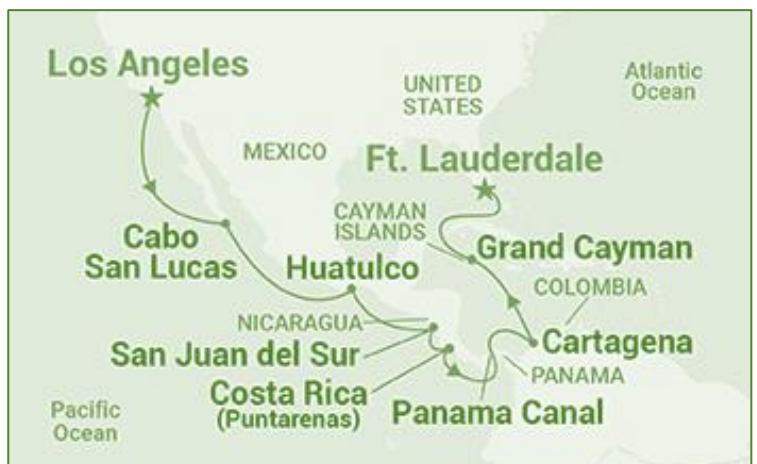 Los Angeles
UNITED
STATES
Atlantic
Ocean
MEXICO
Ft. Lauderdale
CAYMAN
ISLANDS
Cabo
San Lucas
Huatulco
Grand Cayman
COLOMBIA
NICARAGUA
San Juan del Sur
Cartagena
Costa Rica
(Puntarenas)
PANAMA
Panama Canal
Pacific
Ocean